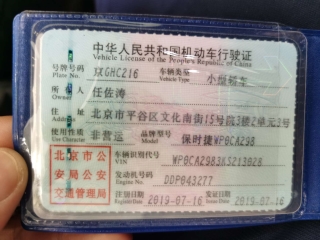 中华人民共和国机动车行驶证
Vehicle License of the People's Republic of China
号牌号码 GHC216 车辆类型 小型轿车
Plate No. Vehicle Type
所有人 任佐涛
住址 北京市平谷区文化南街15号院3楼2单元3号
使用性质 非营运 品牌型号 保时捷WP0CA298
Use Character Model
北京市公安局公安交通管理局
车辆识别代号 WP0CA2983KS213028
VIN
发动机号码 DDP043277
Engine No.
注册日期 2019-07-16 发证日期 2019-07-16
Issue Date